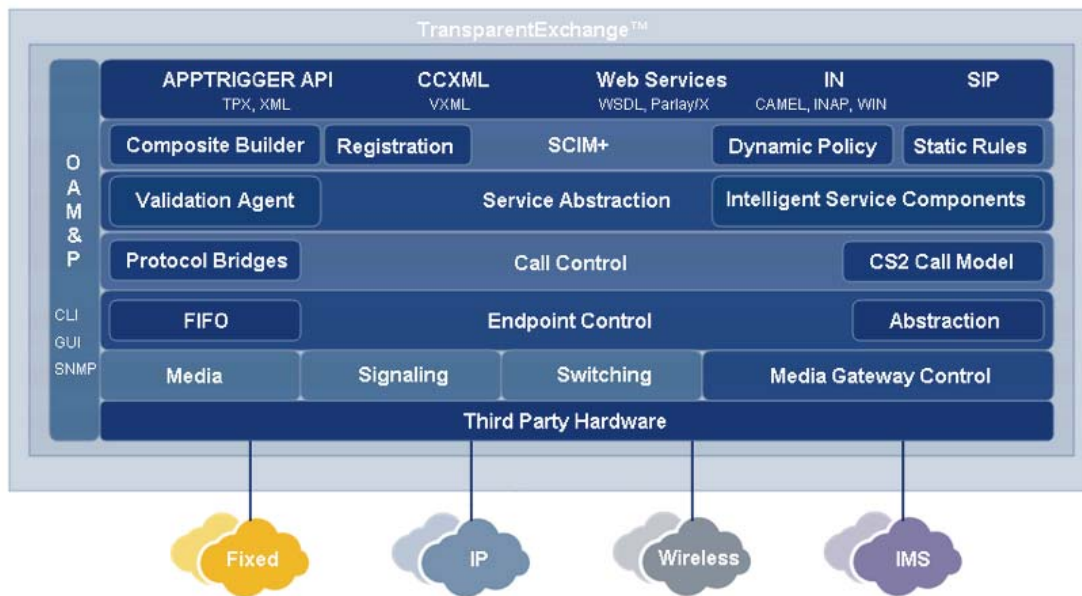 TransparentExchange™
APPTRIGGER API CCXML Web Services IN SIP
TPX, XML VXML WSDL, Parlay/X CAMEL, INAP, WIN
Composite Builder Registration SCIM+ Dynamic Policy Static Rules
Validation Agent Service Abstraction Intelligent Service Components
Protocol Bridges Call Control CS2 Call Model
FIFO Endpoint Control Abstraction
Media Signaling Switching Media Gateway Control
Third Party Hardware
O
A
M
&
P
CLI
GUI
SNMP
Fixed IP Wireless IMS